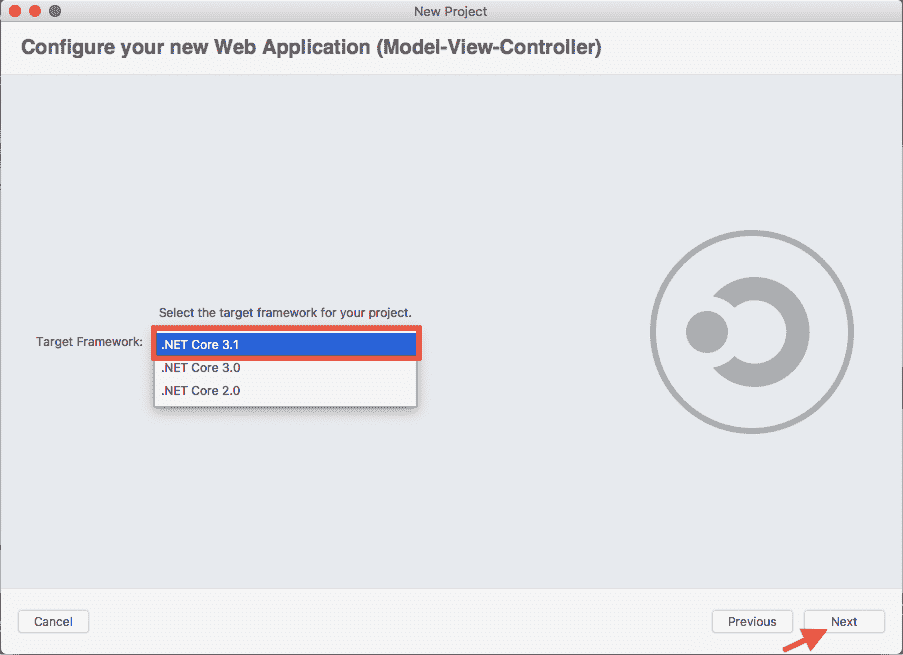 New Project
Configure your new Web Application (Model-View-Controller)
Select the target framework for your project.
Target Framework:
.NET Core 3.1
.NET Core 3.0
.NET Core 2.0
Cancel
Previous
Next